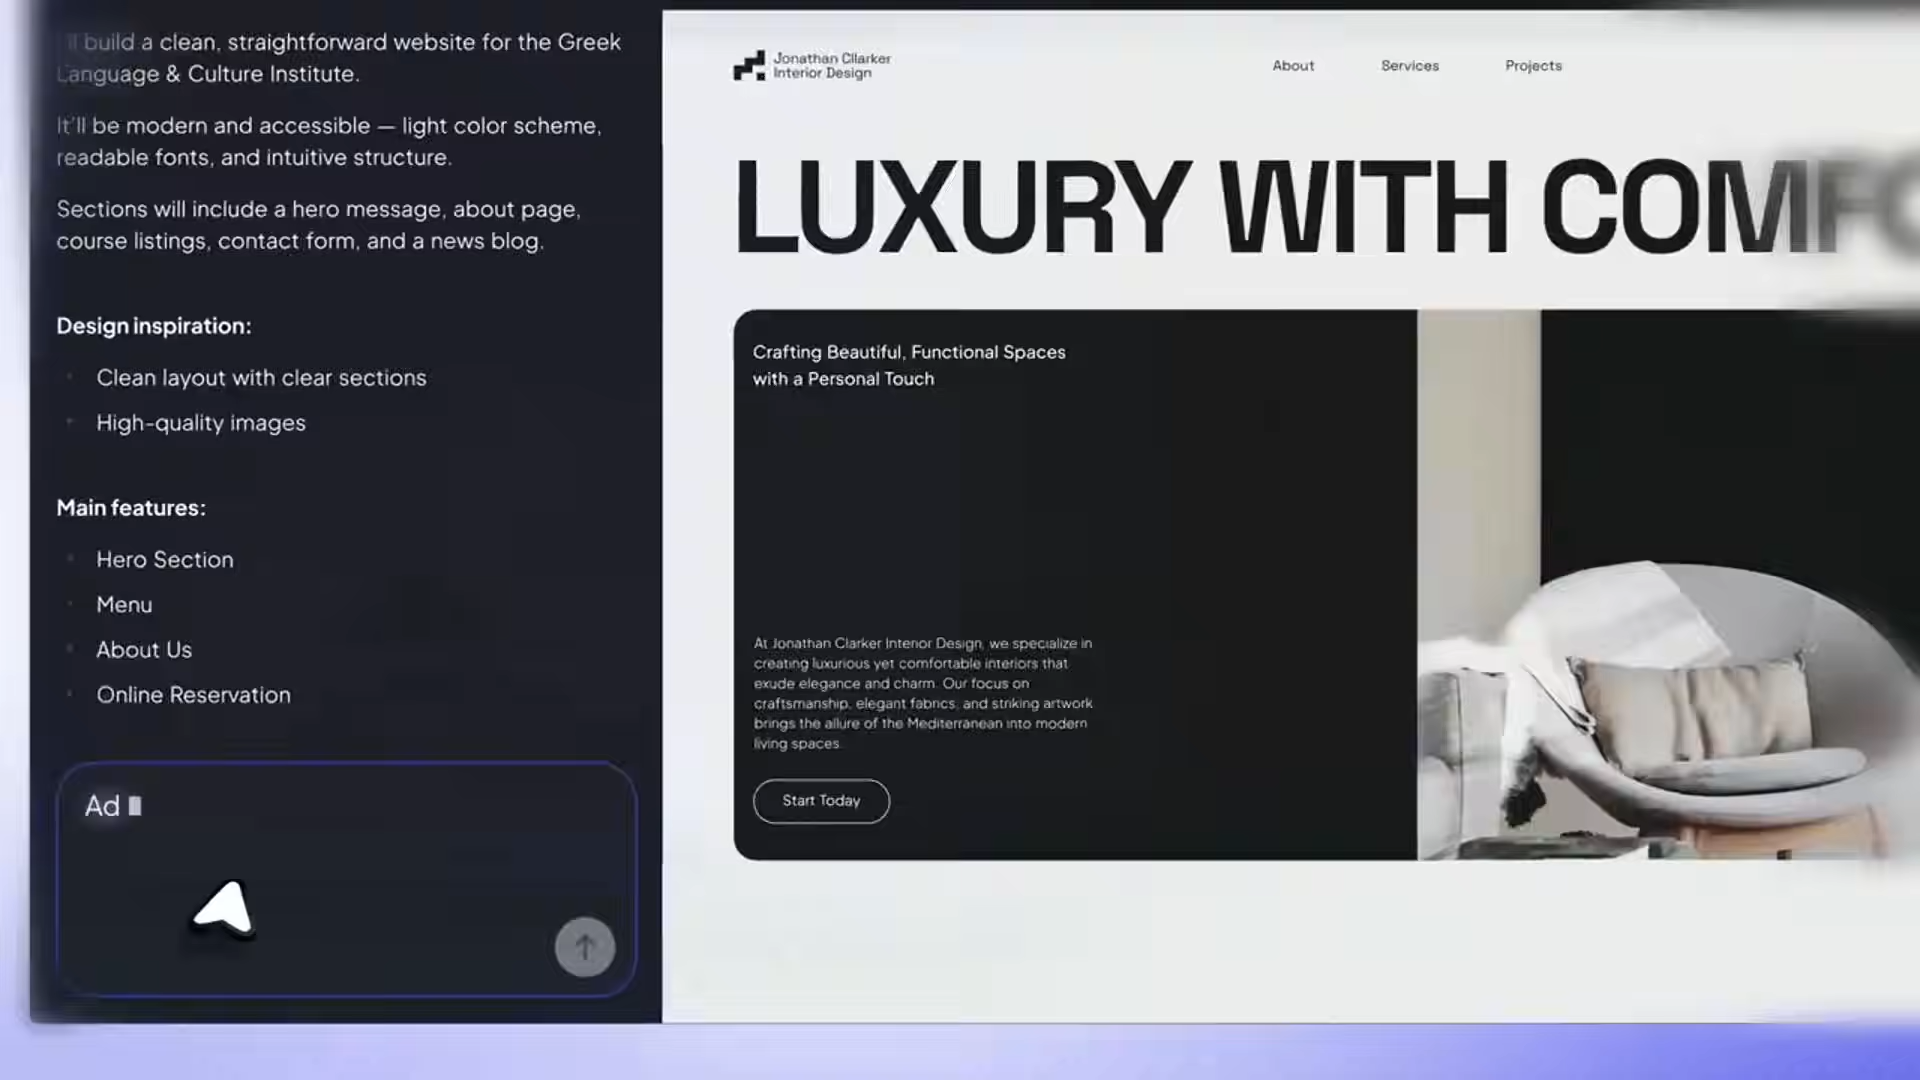 I'll build a clean, straightforward website for the Greek
Language & Culture Institute.
It'll be modern and accessible — light color scheme,
readable fonts, and intuitive structure.
Sections will include a hero message, about page,
course listings, contact form, and a news blog.
Design inspiration:
Clean layout with clear sections
High-quality images
Main features:
Hero Section
Menu
About Us
Online Reservation
Ad
Jonathan Cllarker
Interior Design
About
Services
Projects
LUXURY WITH COMFO
Crafting Beautiful, Functional Spaces
with a Personal Touch
At Jonathan Clarker Interior Design, we specialize in
creating luxurious yet comfortable interiors that
exude elegance and charm. Our focus on
craftsmanship, elegant fabrics, and striking artwork
brings the allure of the Mediterranean into modern
living spaces.
Start Today